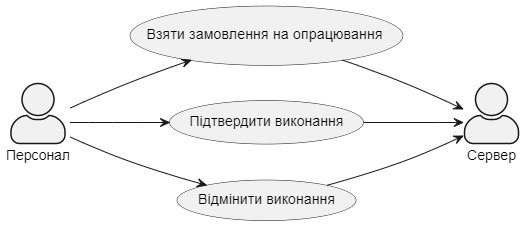 Взяти замовлення на опрацювання
Підтвердити виконання
Персонал
Сервер
Відмінити виконання